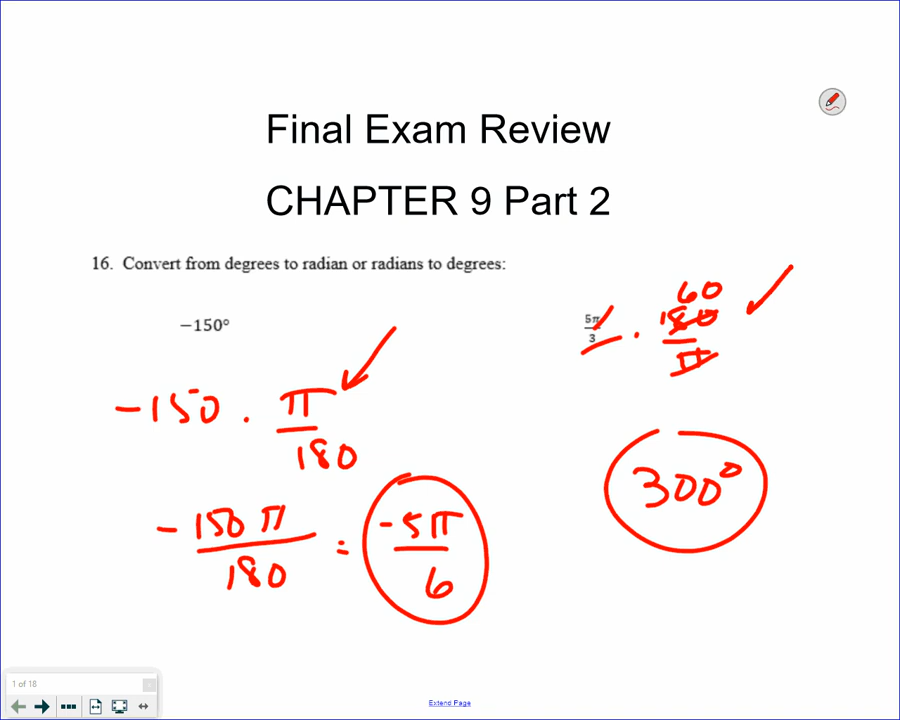 Final Exam Review
CHAPTER 9 Part 2
16. Convert from degrees to radian or radians to degrees:
−150°
5π/3 · 180/π
60
-150 · π/180
300°
-150π/180 = -5π/6
1 of 18
Extend Page